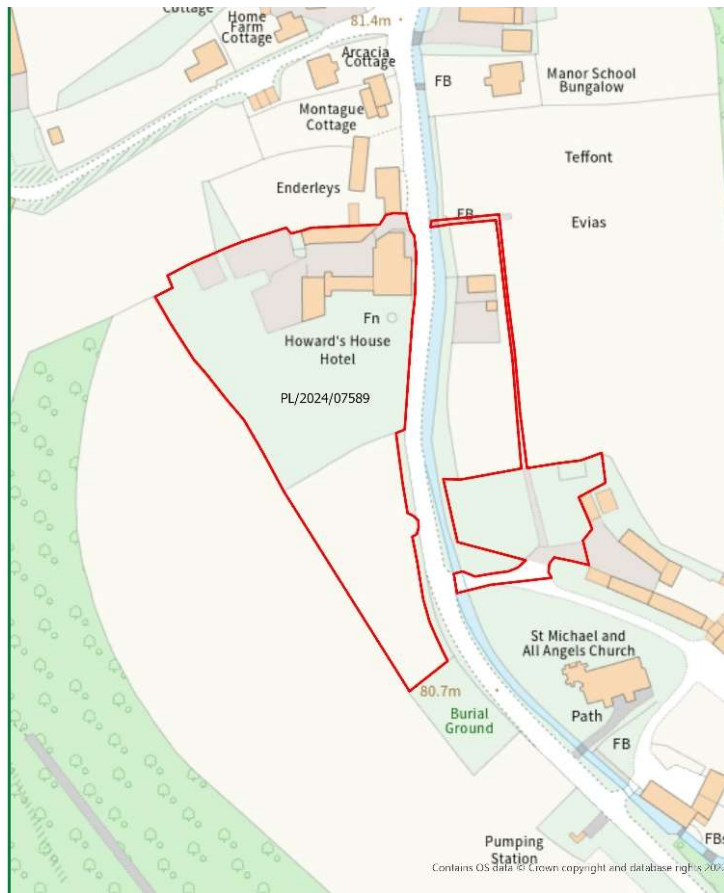 Cottage
Home
Farm
Cottage
81.4m
Arcacia
Cottage
FB
Manor School
Bungalow
Montague
Cottage
Teffont
Enderleys
FB
Evias
Fn
Howard's House
Hotel
PL/2024/07589
St Michael and
All Angels Church
80.7m
Burial
Ground
Path
FB
Pumping
Station
FBs
Contains OS data © Crown copyright and database rights